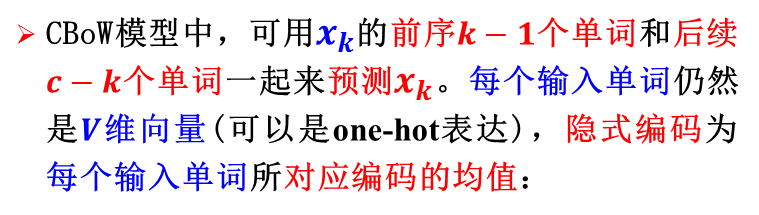 ➢ CBoW模型中，可用xₖ的前序k − 1个单词和后续
c − k个单词一起来预测xₖ。每个输入单词仍然
是V维向量(可以是one-hot表达)，隐式编码为
每个输入单词所对应编码的均值：